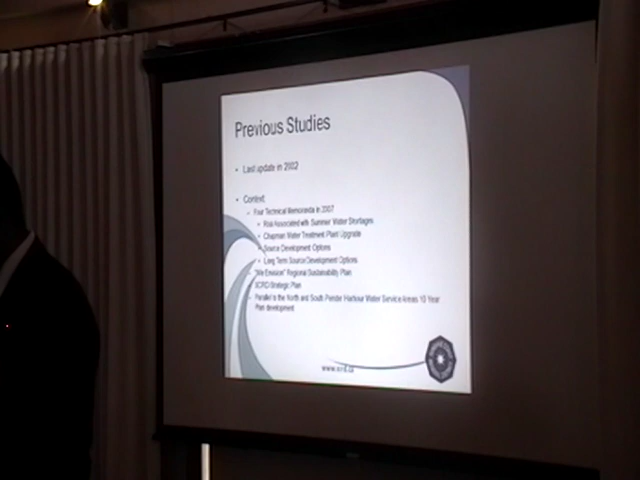 Previous Studies
• Last update in 2002
• Context:
– Four Technical Memoranda in 2007
• Risk Associated with Summer Water Shortages
• Chapman Water Treatment Plant Upgrade
• Source Development Options
• Long Term Source Development Options
– "We Envision" Regional Sustainability Plan
– SCRD Strategic Plan
– Parallel to the North and South Pender Harbour Water Service Areas 10 Year
Plan development
www.scrd.ca